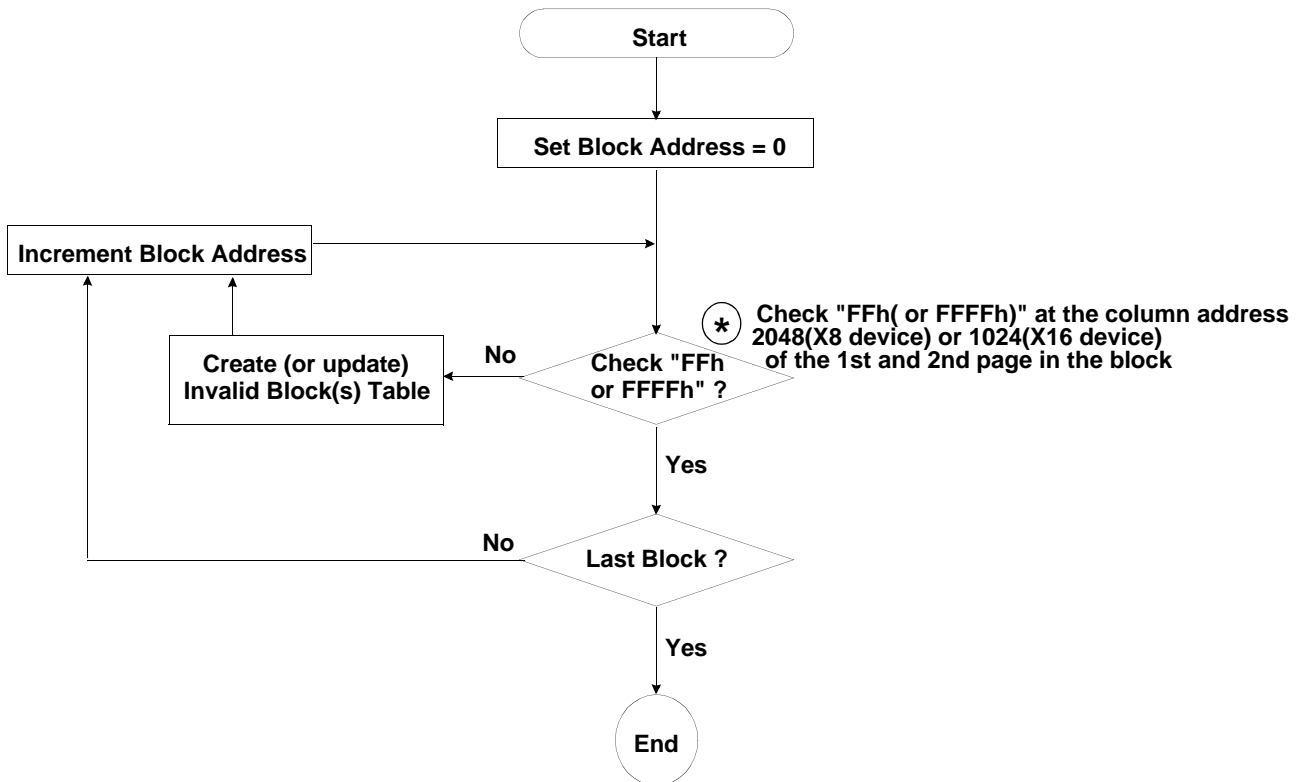 Start
Set Block Address = 0
Increment Block Address
* Check "FFh( or FFFFh)" at the column address
2048(X8 device) or 1024(X16 device)
of the 1st and 2nd page in the block
Create (or update)
Invalid Block(s) Table
No
Check "FFh
or FFFFh" ?
Yes
No
Last Block ?
Yes
End